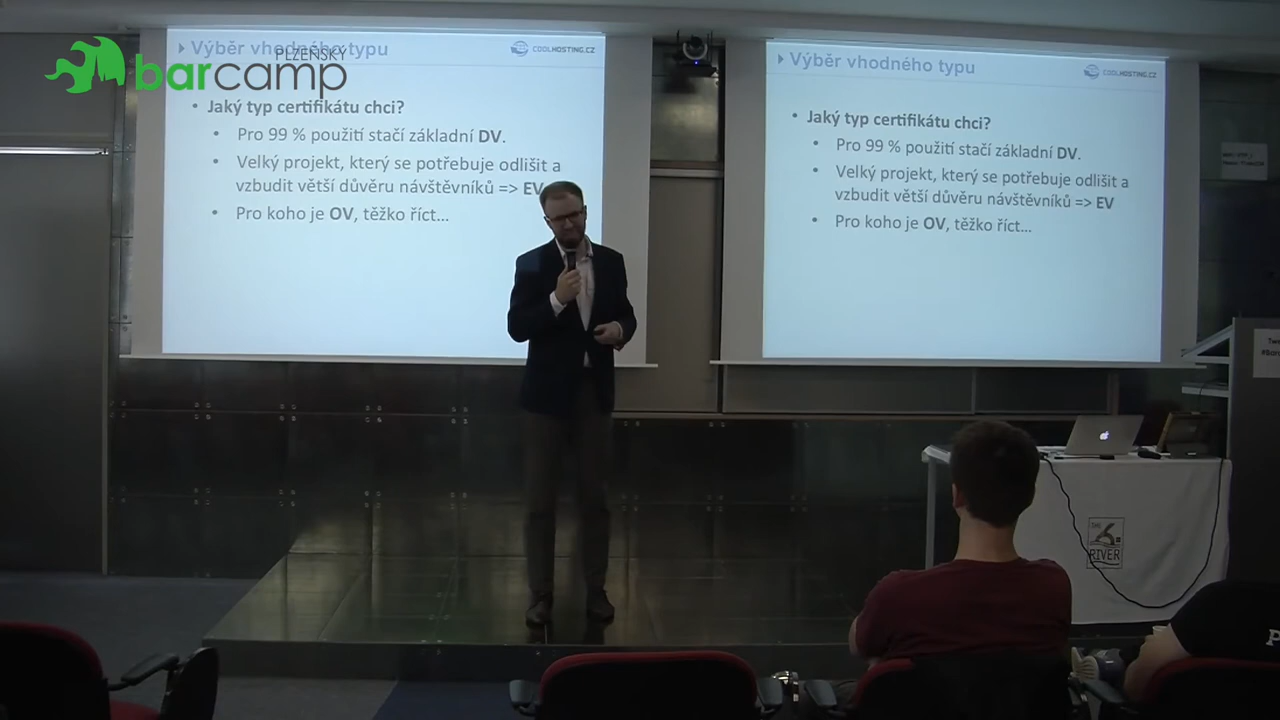 PLZEŇSKÝ
barcamp
Výběr vhodného typu
COOLHOSTING.CZ
Jaký typ certifikátu chci?
Pro 99 % použití stačí základní DV.
Velký projekt, který se potřebuje odlišit a
vzbudit větší důvěru návštěvníků => EV
Pro koho je OV, těžko říct...
Výběr vhodného typu
COOLHOSTING.CZ
Jaký typ certifikátu chci?
Pro 99 % použití stačí základní DV.
Velký projekt, který se potřebuje odlišit a
vzbudit větší důvěru návštěvníků => EV
Pro koho je OV, těžko říct...
THE
RIVER